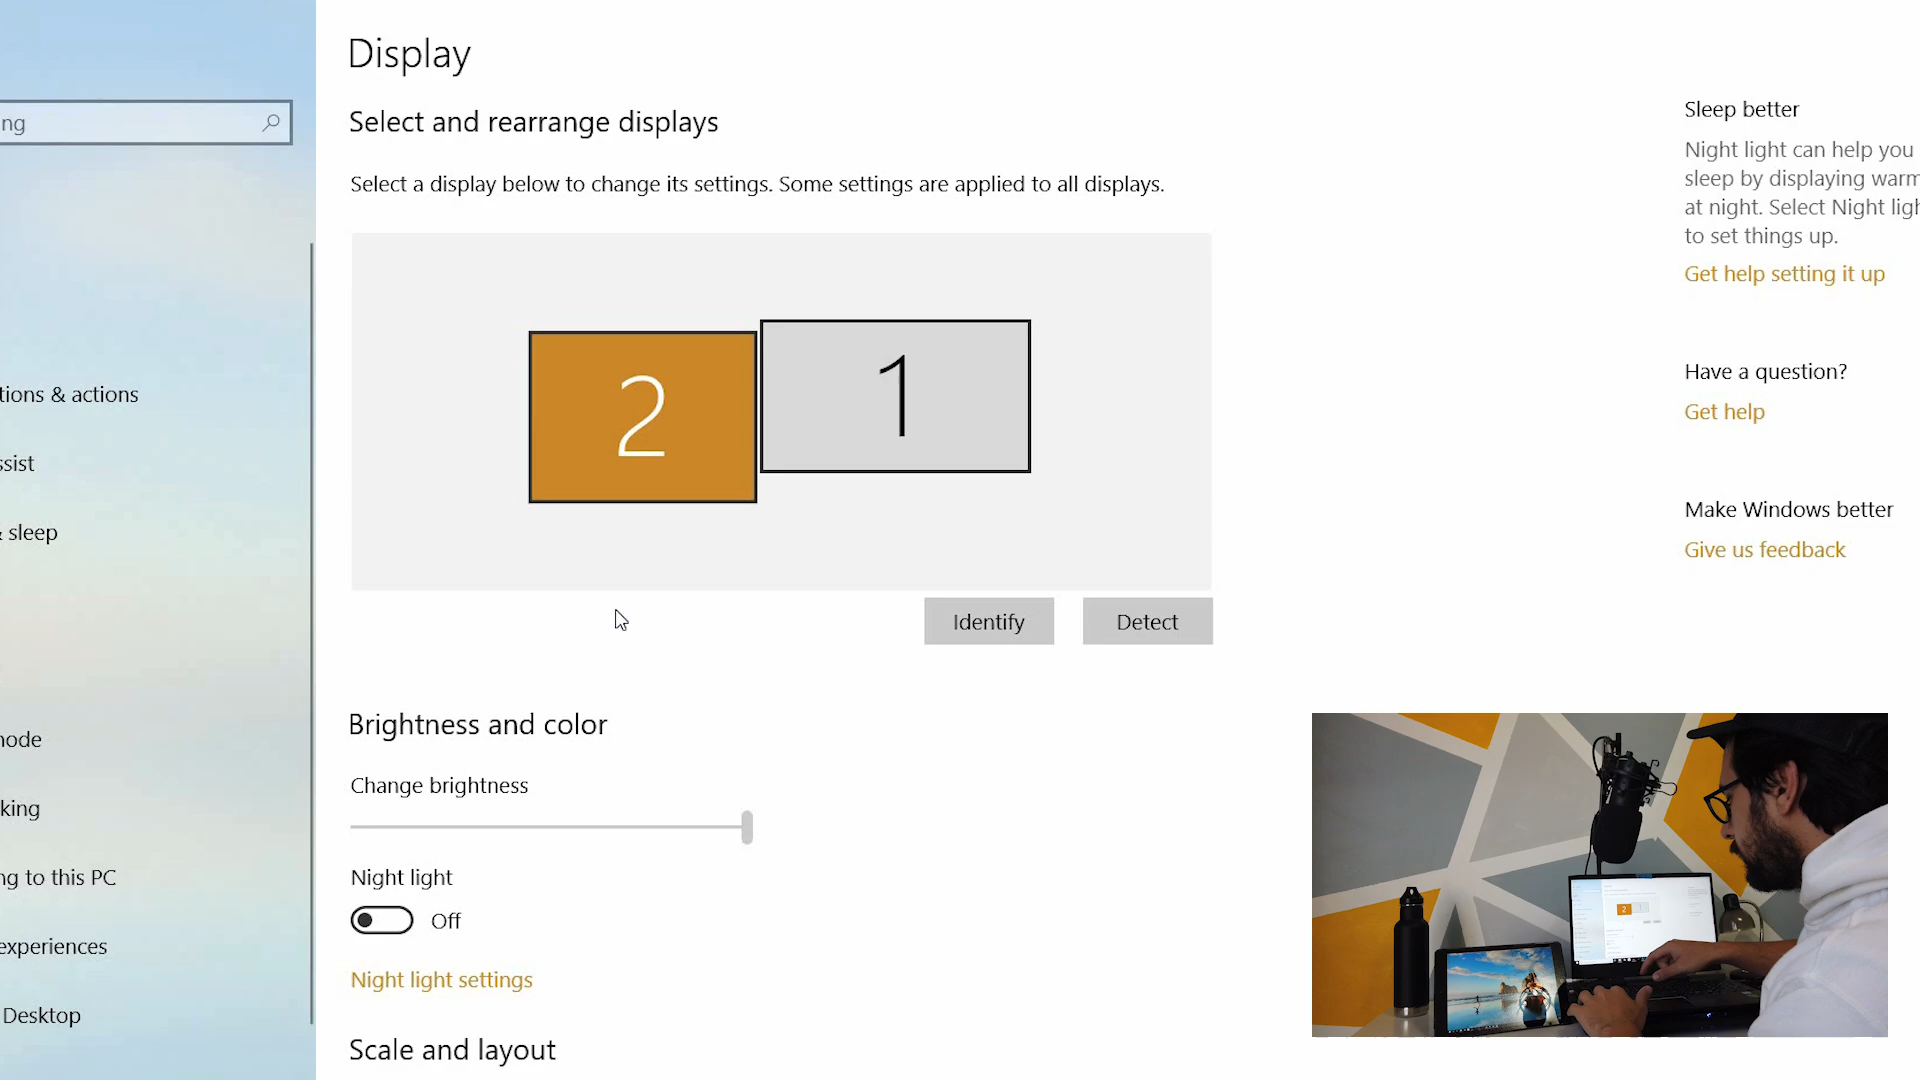 Display
Select and rearrange displays
Select a display below to change its settings. Some settings are applied to all displays.
2
1
Identify
Detect
Brightness and color
Change brightness
Night light
Off
Night light settings
Scale and layout
ng
tions & actions
ssist
& sleep
mode
king
ng to this PC
experiences
Desktop
Sleep better
Night light can help you
sleep by displaying warm
at night. Select Night ligh
to set things up.
Get help setting it up
Have a question?
Get help
Make Windows better
Give us feedback
2